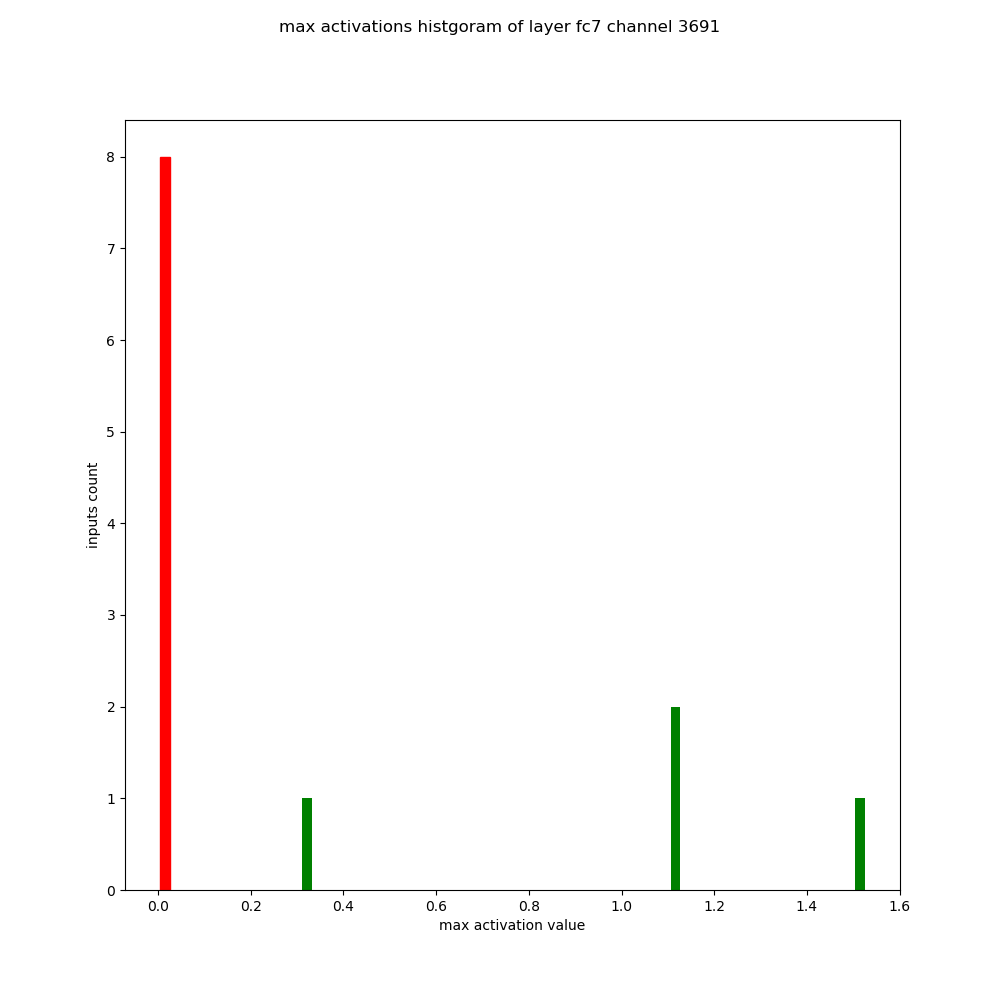 max activations histgoram of layer fc7 channel 3691
8
7
6
5
4
3
2
1
0
inputs count
0.0 0.2 0.4 0.6 0.8 1.0 1.2 1.4 1.6
max activation value